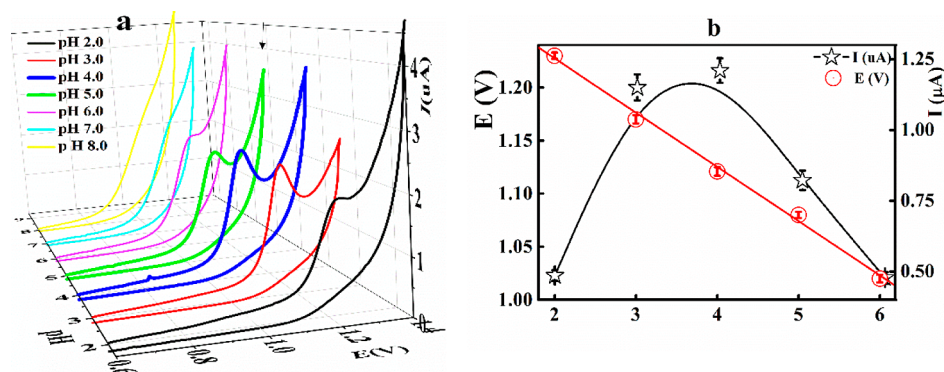 a
pH 2.0
pH 3.0
pH 4.0
pH 5.0
pH 6.0
pH 7.0
p H 8.0
4
3
2
1
I(uA)
8
7
6
5
4
3
2
pH
0.6
0.8
1.0
1.2
E(V)
b
I (uA)
E (V)
E (V)
1.20
1.15
1.10
1.05
1.00
2
3
4
5
6
1.25
1.00
0.75
0.50
I (μA)